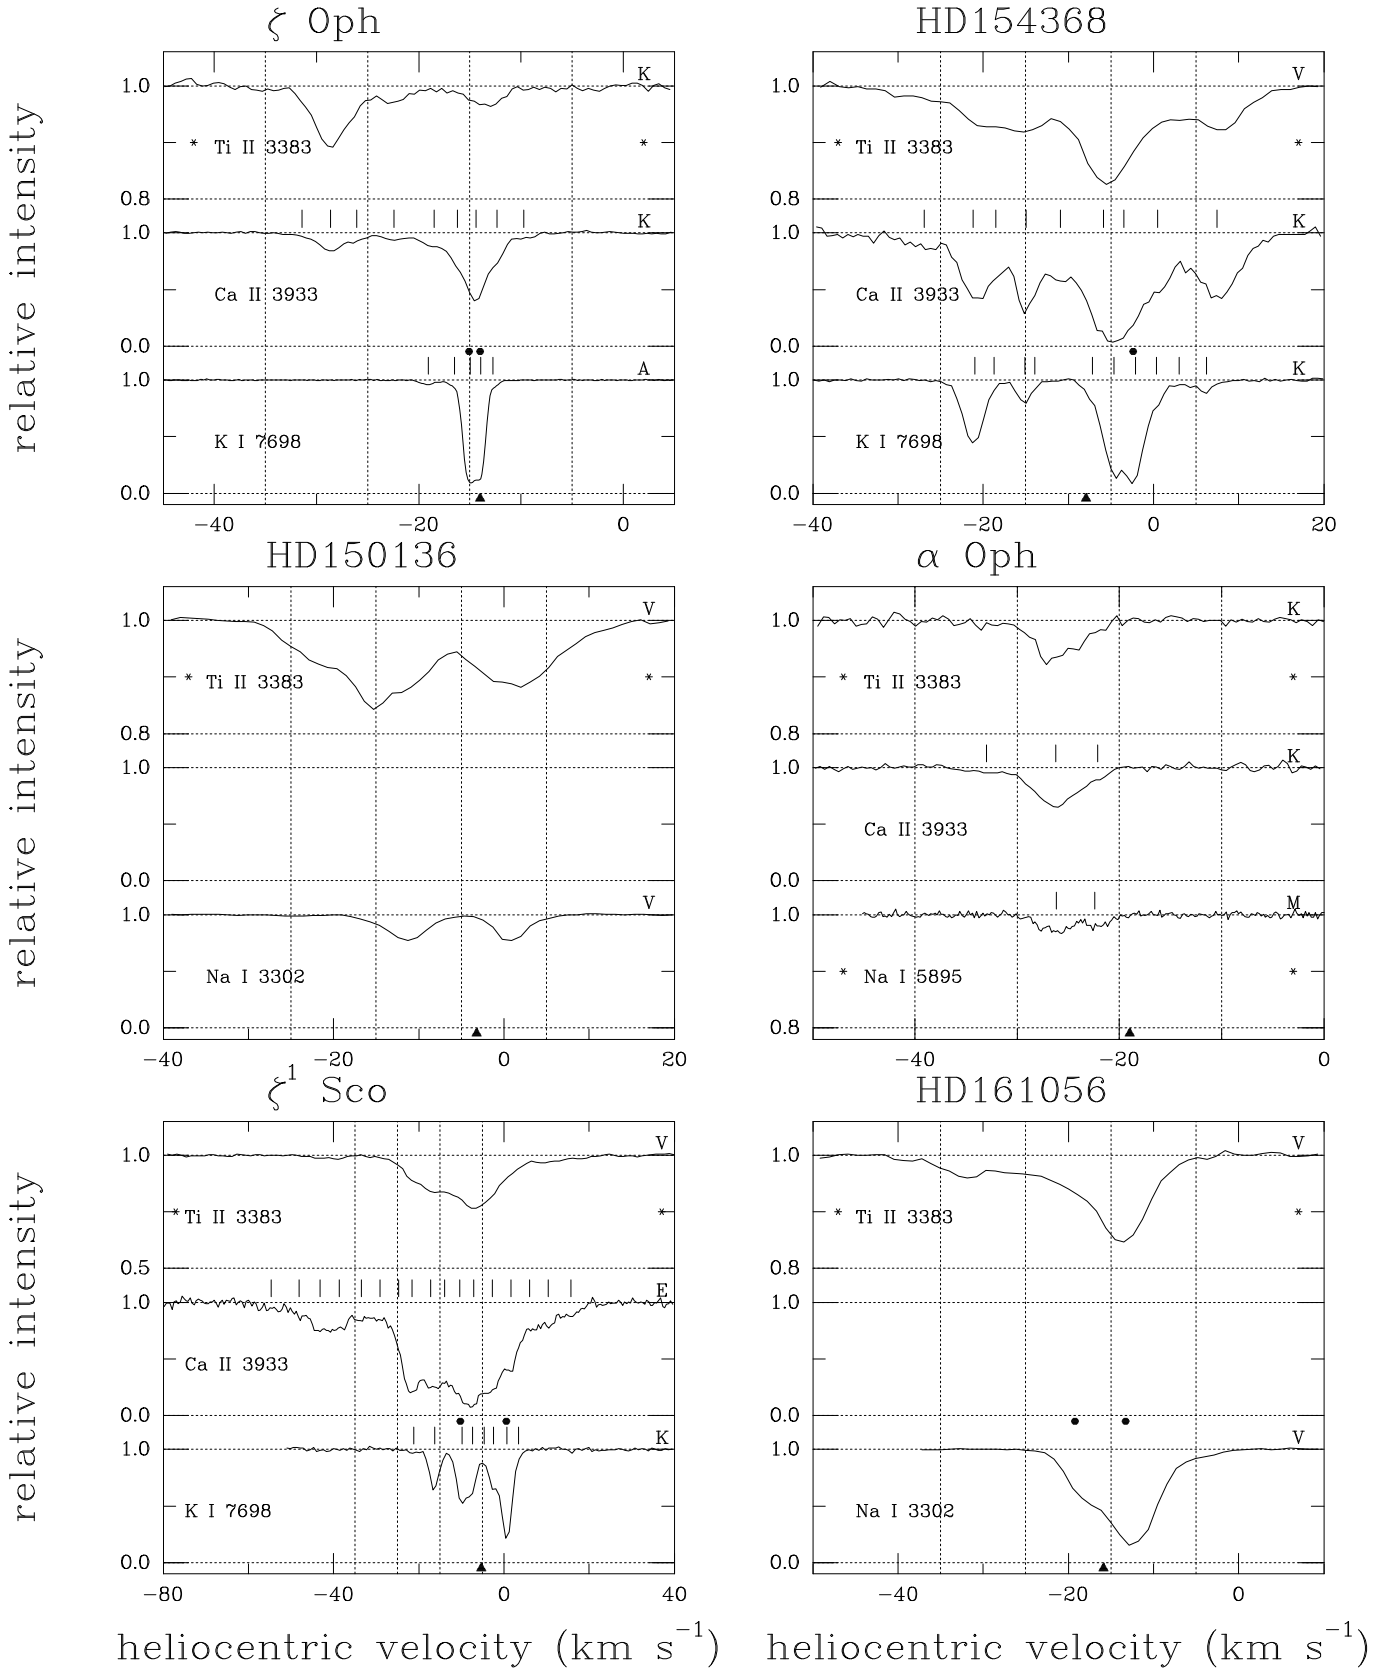 ζ Oph
relative intensity
1.0
K
* Ti II 3383 *
0.8
1.0
K
Ca II 3933
0.0
1.0
A
K I 7698
0.0
−40 −20 0
HD154368
1.0
V
* Ti II 3383 *
0.8
1.0
K
Ca II 3933
0.0
1.0
K
K I 7698
0.0
−40 −20 0 20
HD150136
relative intensity
1.0
V
* Ti II 3383 *
0.8
1.0
0.0
1.0
V
Na I 3302
0.0
−40 −20 0 20
α Oph
1.0
K
* Ti II 3383 *
0.8
1.0
K
Ca II 3933
0.0
1.0
M
* Na I 5895 *
0.8
−40 −20 0
ζ¹ Sco
relative intensity
1.0
V
* Ti II 3383 *
0.5
1.0
E
Ca II 3933
0.0
1.0
K
K I 7698
0.0
−80 −40 0 40
heliocentric velocity (km s⁻¹)
HD161056
1.0
V
* Ti II 3383 *
0.8
1.0
0.0
1.0
V
Na I 3302
0.0
−40 −20 0
heliocentric velocity (km s⁻¹)